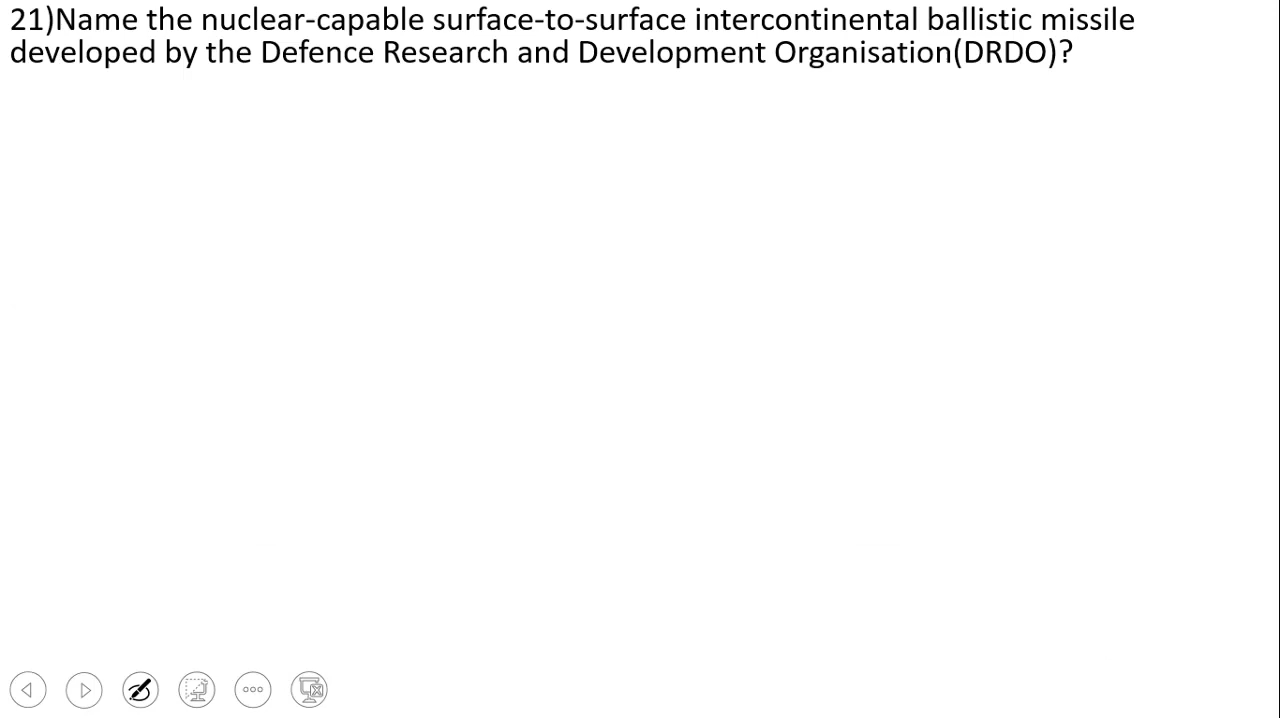 21)Name the nuclear-capable surface-to-surface intercontinental ballistic missile
developed by the Defence Research and Development Organisation(DRDO)?